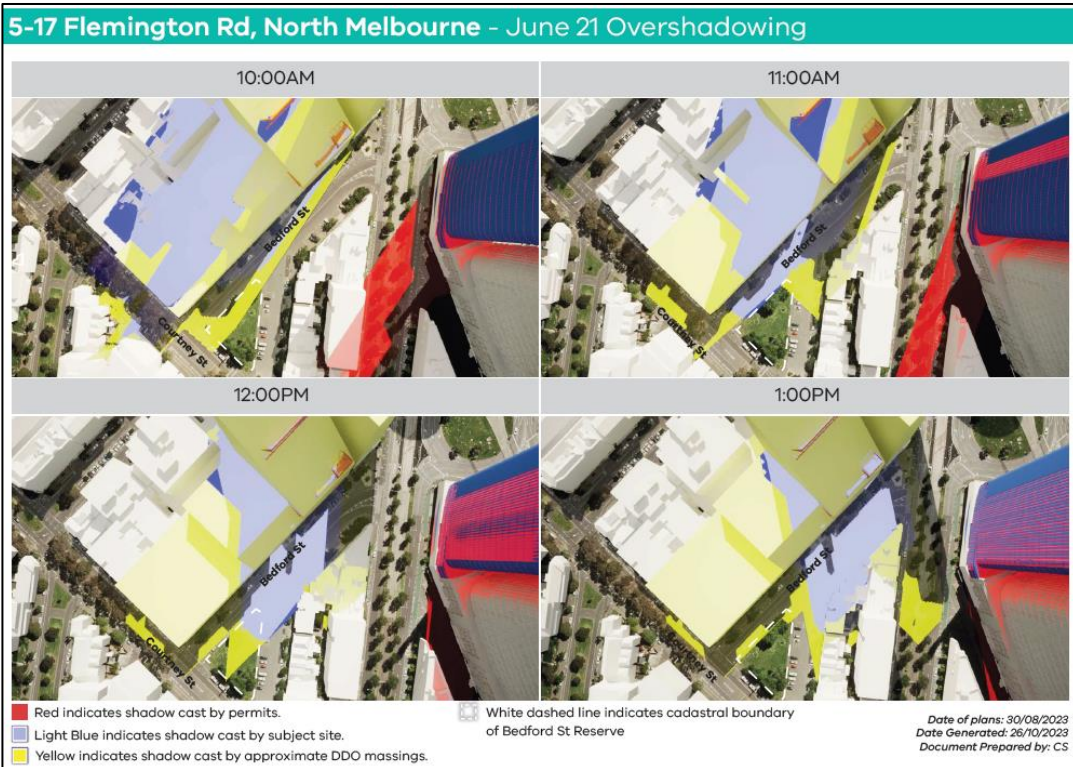 5-17 Flemington Rd, North Melbourne - June 21 Overshadowing
10:00AM
11:00AM
Bedford St
Courtney St
Bedford St
Courtney St
12:00PM
1:00PM
Bedford St
Courtney St
Bedford St
Courtney St
Red indicates shadow cast by permits.
Light Blue indicates shadow cast by subject site.
Yellow indicates shadow cast by approximate DDO massings.
White dashed line indicates cadastral boundary
of Bedford St Reserve
Date of plans: 30/08/2023
Date Generated: 26/10/2023
Document Prepared by: CS